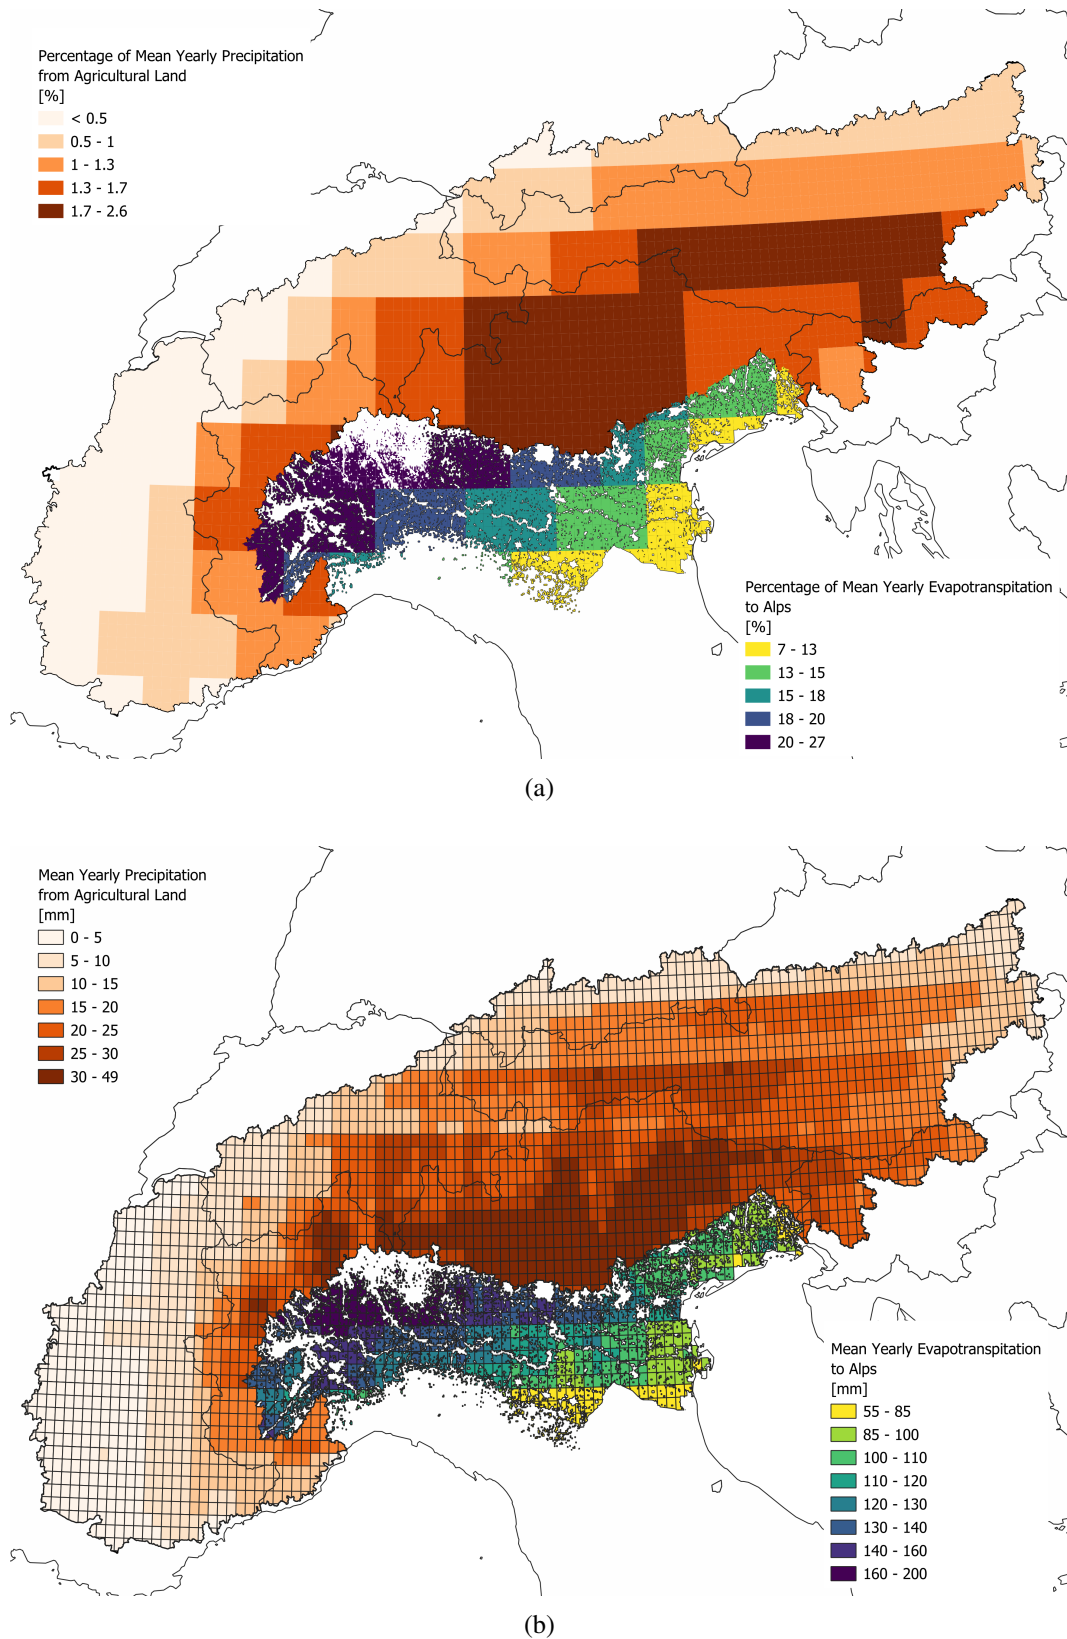 Percentage of Mean Yearly Precipitation
from Agricultural Land
[%]
< 0.5
0.5 - 1
1 - 1.3
1.3 - 1.7
1.7 - 2.6
Percentage of Mean Yearly Evapotranspitation
to Alps
[%]
7 - 13
13 - 15
15 - 18
18 - 20
20 - 27
(a)
Mean Yearly Precipitation
from Agricultural Land
[mm]
0 - 5
5 - 10
10 - 15
15 - 20
20 - 25
25 - 30
30 - 49
Mean Yearly Evapotranspitation
to Alps
[mm]
55 - 85
85 - 100
100 - 110
110 - 120
120 - 130
130 - 140
140 - 160
160 - 200
(b)